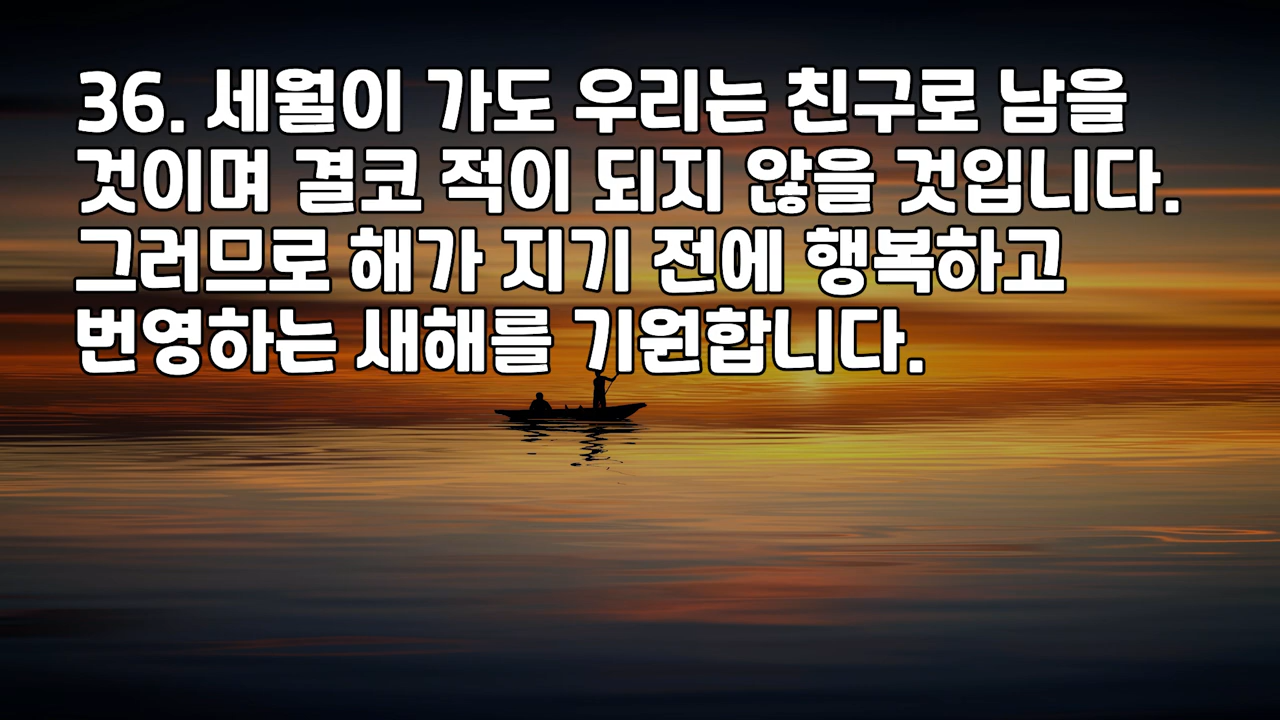 36. 세월이 가도 우리는 친구로 남을
것이며 결코 적이 되지 않을 것입니다.
그러므로 해가 지기 전에 행복하고
번영하는 새해를 기원합니다.